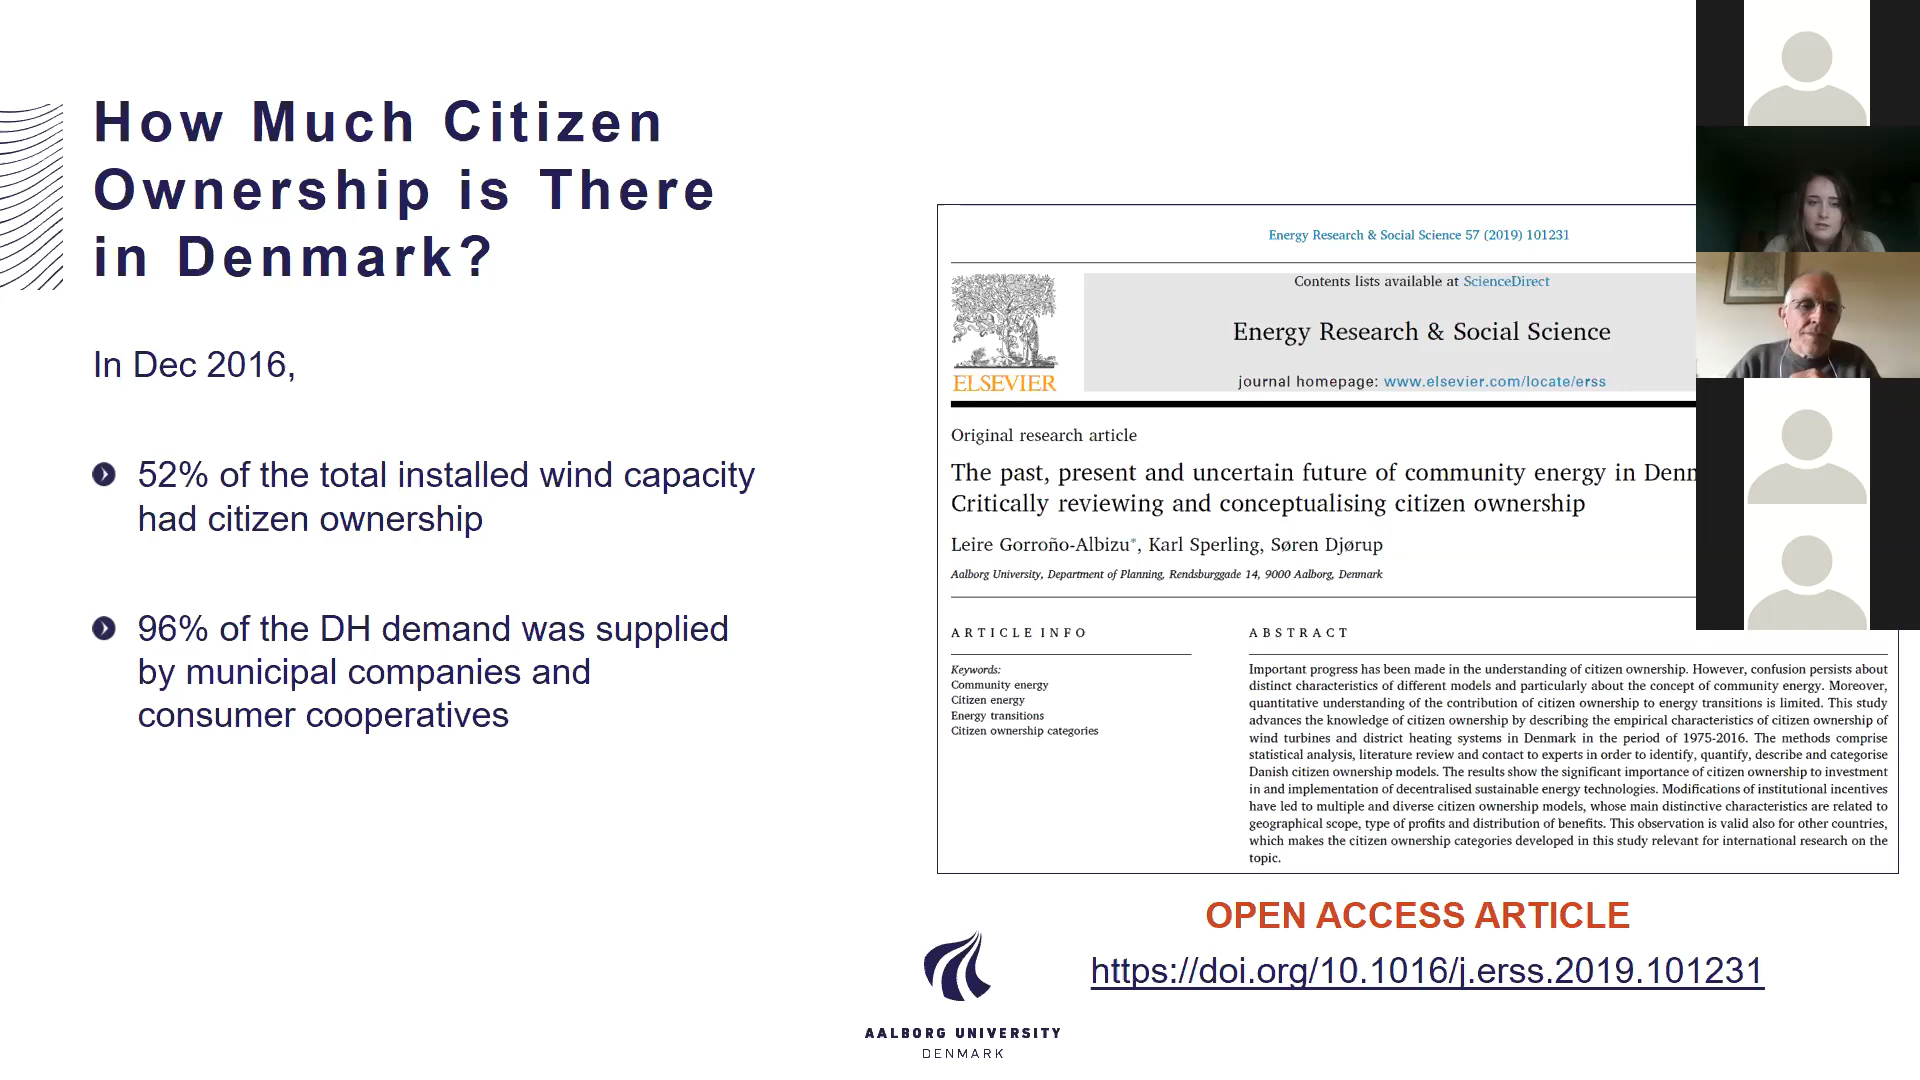 How Much Citizen
Ownership is There
in Denmark?
In Dec 2016,
52% of the total installed wind capacity
had citizen ownership
96% of the DH demand was supplied
by municipal companies and
consumer cooperatives
Energy Research & Social Science 57 (2019) 101231
Contents lists available at ScienceDirect
Energy Research & Social Science
journal homepage: www.elsevier.com/locate/erss
ELSEVIER
Original research article
The past, present and uncertain future of community energy in Denn
Critically reviewing and conceptualising citizen ownership
Leire Gorroño-Albizu*, Karl Sperling, Søren Djørup
Aalborg University, Department of Planning, Rendsburggade 14, 9000 Aalborg, Denmark
ARTICLE INFO
Keywords:
Community energy
Citizen energy
Energy transitions
Citizen ownership categories
ABSTRACT
Important progress has been made in the understanding of citizen ownership. However, confusion persists about
distinct characteristics of different models and particularly about the concept of community energy. Moreover,
quantitative understanding of the contribution of citizen ownership to energy transitions is limited. This study
advances the knowledge of citizen ownership by describing the empirical characteristics of citizen ownership of
wind turbines and district heating systems in Denmark in the period of 1975-2016. The methods comprise
statistical analysis, literature review and contact to experts in order to identify, quantify, describe and categorise
Danish citizen ownership models. The results show the significant importance of citizen ownership to investment
in and implementation of decentralised sustainable energy technologies. Modifications of institutional incentives
have led to multiple and diverse citizen ownership models, whose main distinctive characteristics are related to
geographical scope, type of profits and distribution of benefits. This observation is valid also for other countries,
which makes the citizen ownership categories developed in this study relevant for international research on the
topic.
OPEN ACCESS ARTICLE
https://doi.org/10.1016/j.erss.2019.101231
AALBORG UNIVERSITY
DENMARK